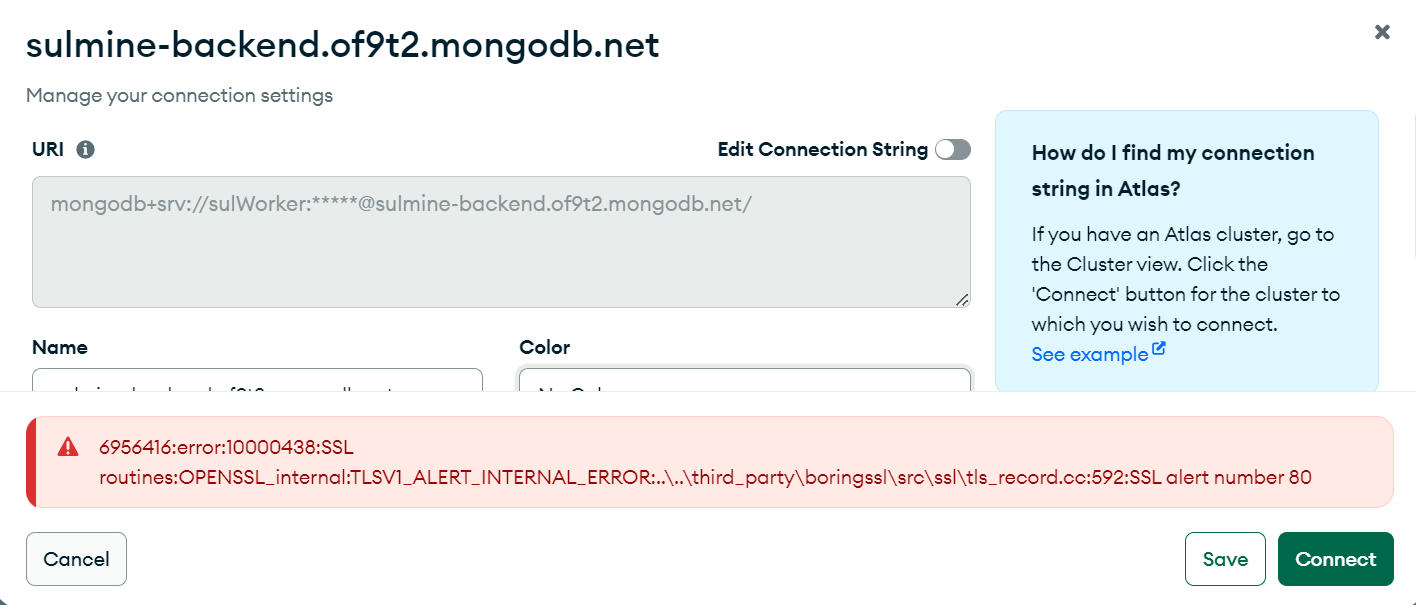 sulmine-backend.of9t2.mongodb.net
Manage your connection settings
URI
Edit Connection String
mongodb+srv://sulWorker:*****@sulmine-backend.of9t2.mongodb.net/
Name
Color
How do I find my connection
string in Atlas?
If you have an Atlas cluster, go to
the Cluster view. Click the
'Connect' button for the cluster to
which you wish to connect.
See example
6956416:error:10000438:SSL
routines:OPENSSL_internal:TLSV1_ALERT_INTERNAL_ERROR:..\..\third_party\boringssl\src\ssl\tls_record.cc:592:SSL alert number 80
Cancel
Save
Connect